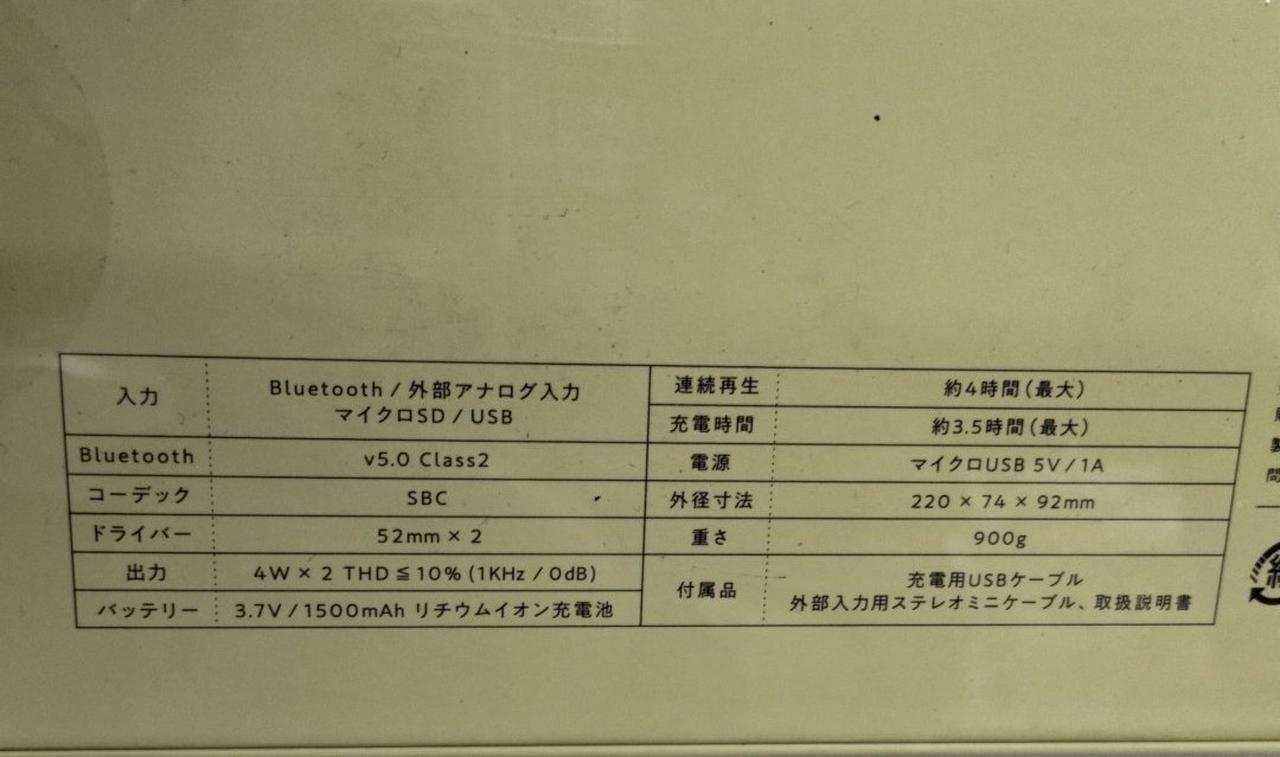 入力 Bluetooth / 外部アナログ入力
マイクロSD / USB
Bluetooth v5.0 Class2
コーデック SBC
ドライバー 52mm × 2
出力 4W × 2 THD ≦ 10% (1KHz / 0dB)
バッテリー 3.7V / 1500mAh リチウムイオン充電池
連続再生 約4時間(最大)
充電時間 約3.5時間(最大)
電源 マイクロUSB 5V / 1A
外径寸法 220 × 74 × 92mm
重さ 900g
付属品 充電用USBケーブル
外部入力用ステレオミニケーブル、取扱説明書